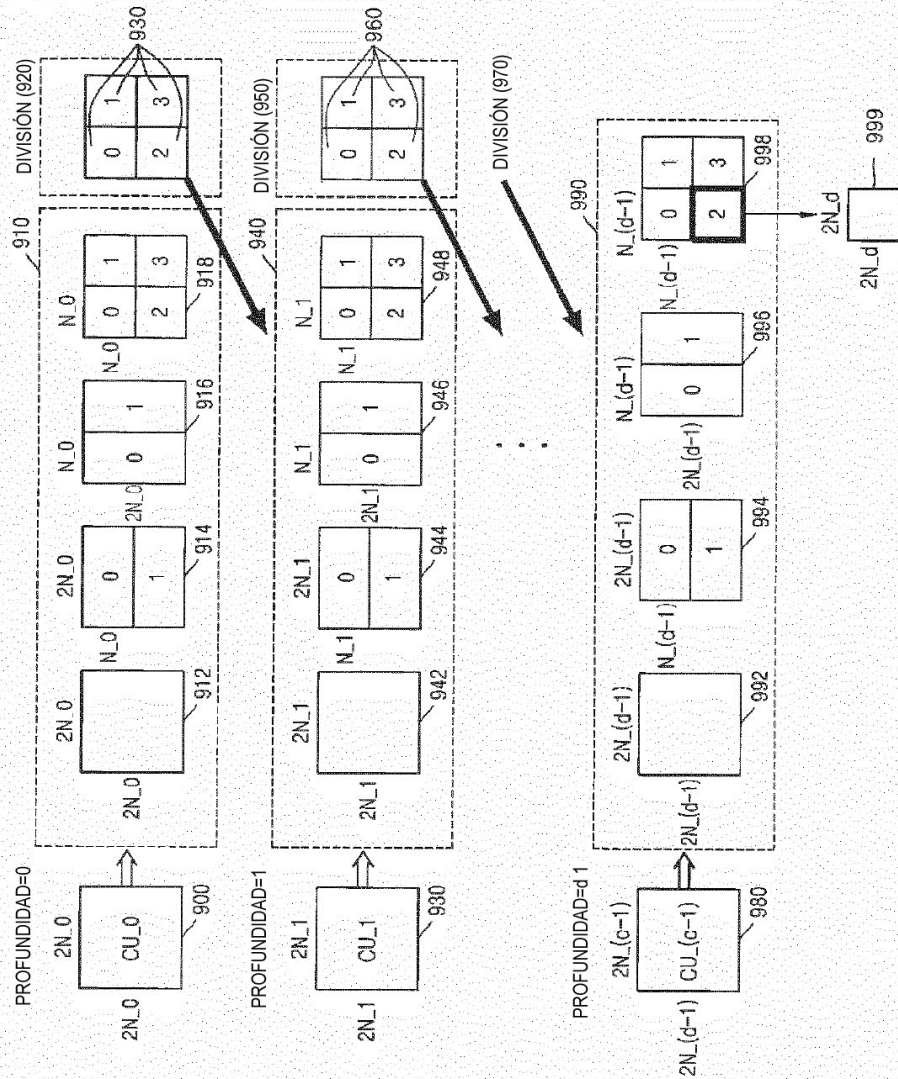 PROFUNDIDAD=0
2N_0
2N_0
CU_0
900
910
2N_0
2N_0
912
2N_0
N_0
0
1
914
N_0
2N_0
0
1
916
N_0
N_0
0
1
2
3
918
DIVISIÓN (920)
0
1
2
3
930
PROFUNDIDAD=1
2N_1
2N_1
CU_1
930
940
2N_1
2N_1
942
2N_1
N_1
0
1
944
N_1
2N_1
0
1
946
N_1
N_1
0
1
2
3
948
DIVISIÓN (950)
0
1
2
3
960
DIVISIÓN (970)
PROFUNDIDAD=d 1
2N_(c-1)
2N_(d-1)
CU_(c-1)
980
990
2N_(d-1)
2N_(d-1)
992
2N_(d-1)
N_(d-1)
0
1
994
N_(d-1)
2N_(d-1)
0
1
996
N_(d-1)
N_(d-1)
0
1
2
3
998
2N_d
2N_d
999